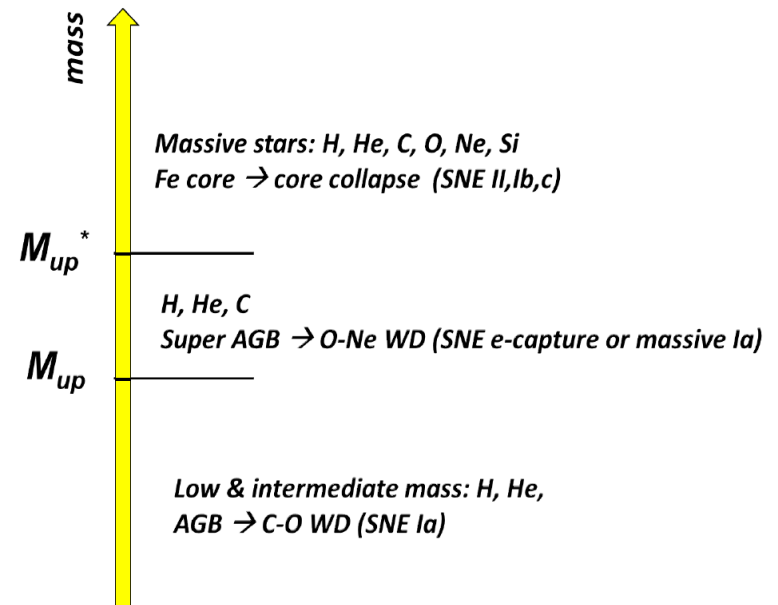 mass
Massive stars: H, He, C, O, Ne, Si
Fe core → core collapse (SNE II,Ib,c)
Mup*
H, He, C
Super AGB → O-Ne WD (SNE e-capture or massive Ia)
Mup
Low & intermediate mass: H, He,
AGB → C-O WD (SNE Ia)